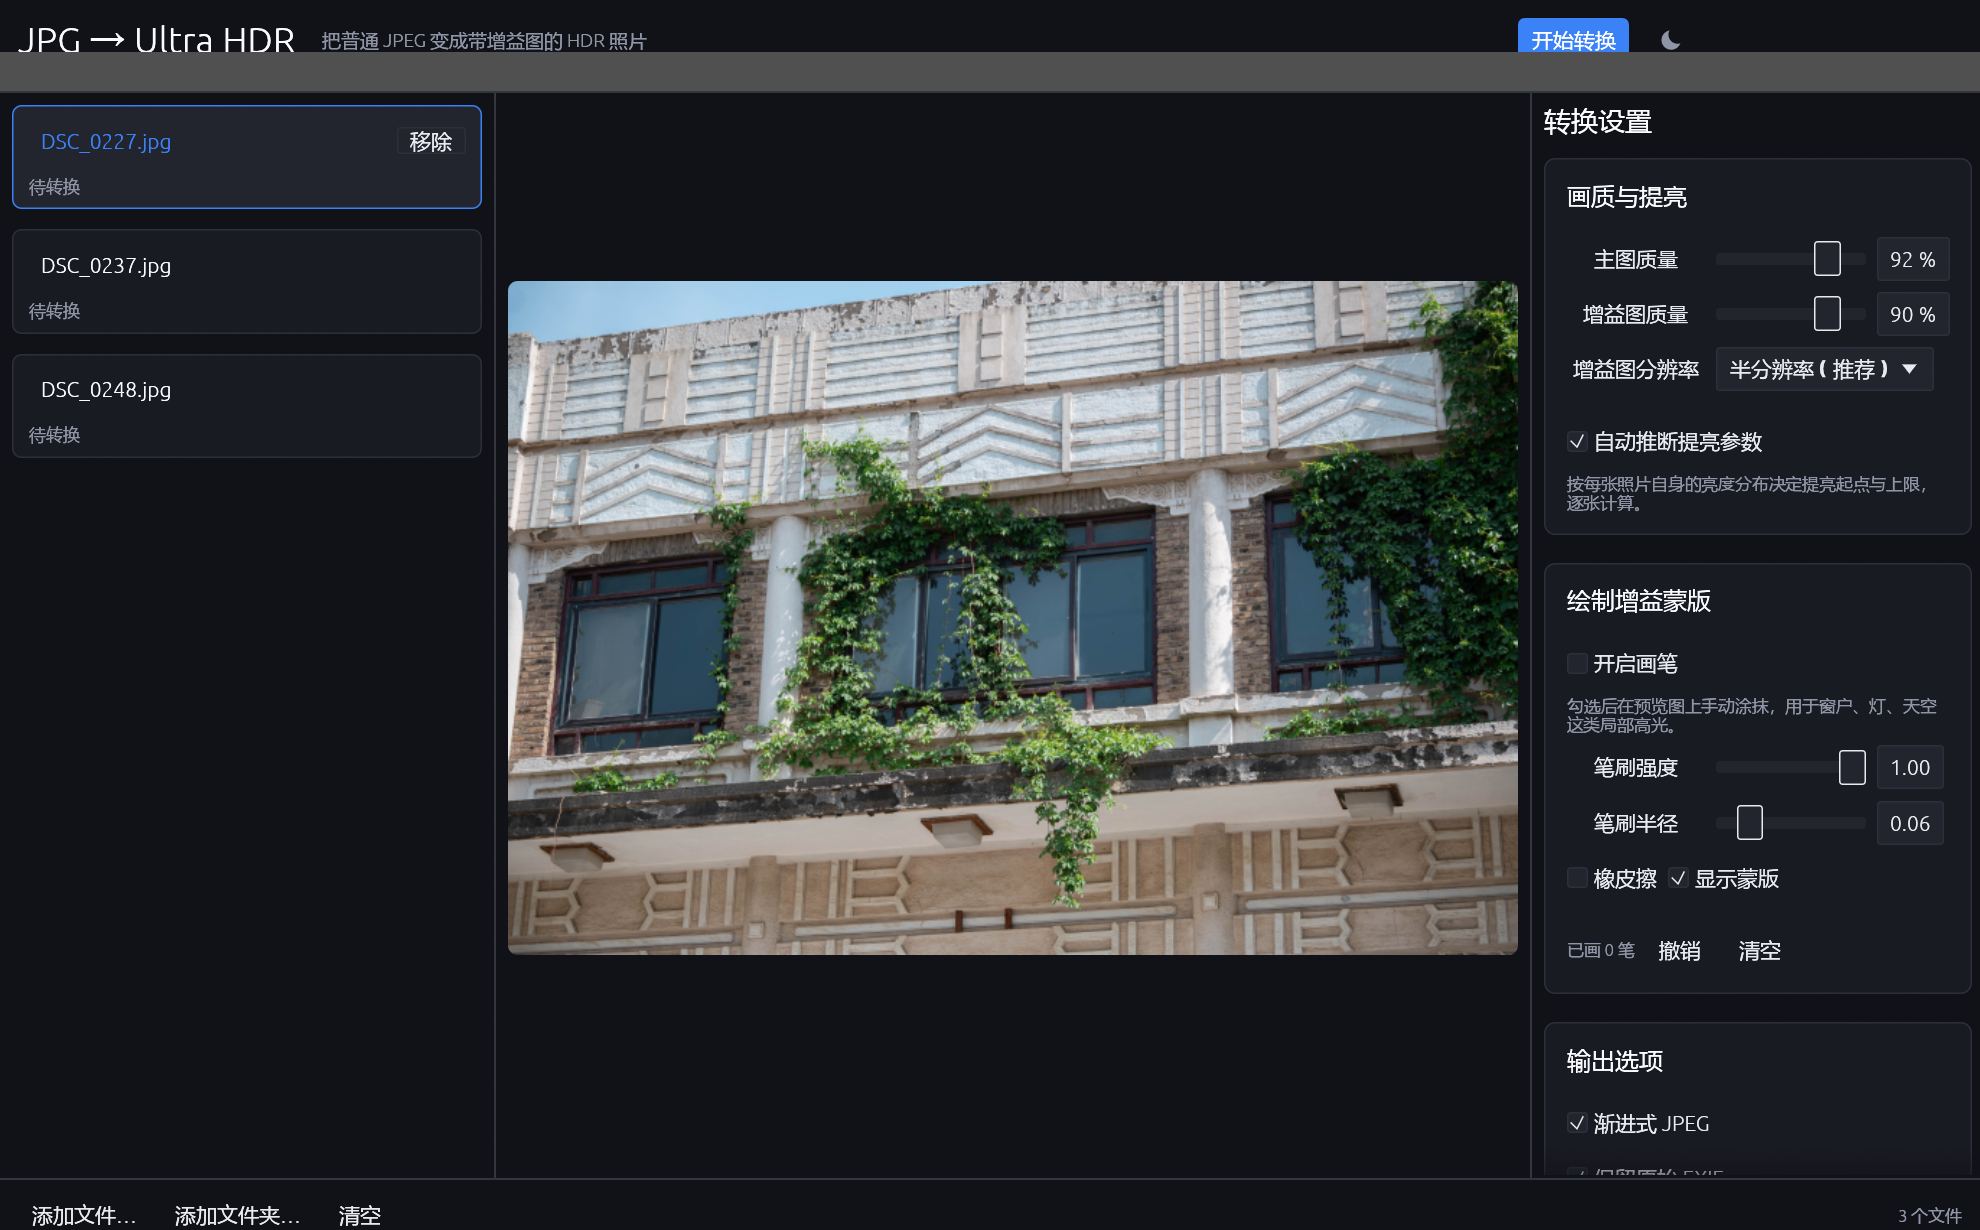 JPG → Ultra HDR
把普通 JPEG 变成带增益图的 HDR 照片
开始转换
DSC_0227.jpg
移除
待转换
DSC_0237.jpg
待转换
DSC_0248.jpg
待转换
转换设置
画质与提亮
主图质量 92 %
增益图质量 90 %
增益图分辨率 半分辨率（推荐）
自动推断提亮参数
按每张照片自身的亮度分布决定提亮起点与上限，
逐张计算。
绘制增益蒙版
开启画笔
勾选后在预览图上手动涂抹，用于窗户、灯、天空
这类局部高光。
笔刷强度 1.00
笔刷半径 0.06
橡皮擦 显示蒙版
已画 0 笔 撤销 清空
输出选项
渐进式 JPEG
保留原始 EXIF
添加文件… 添加文件夹… 清空
3 个文件